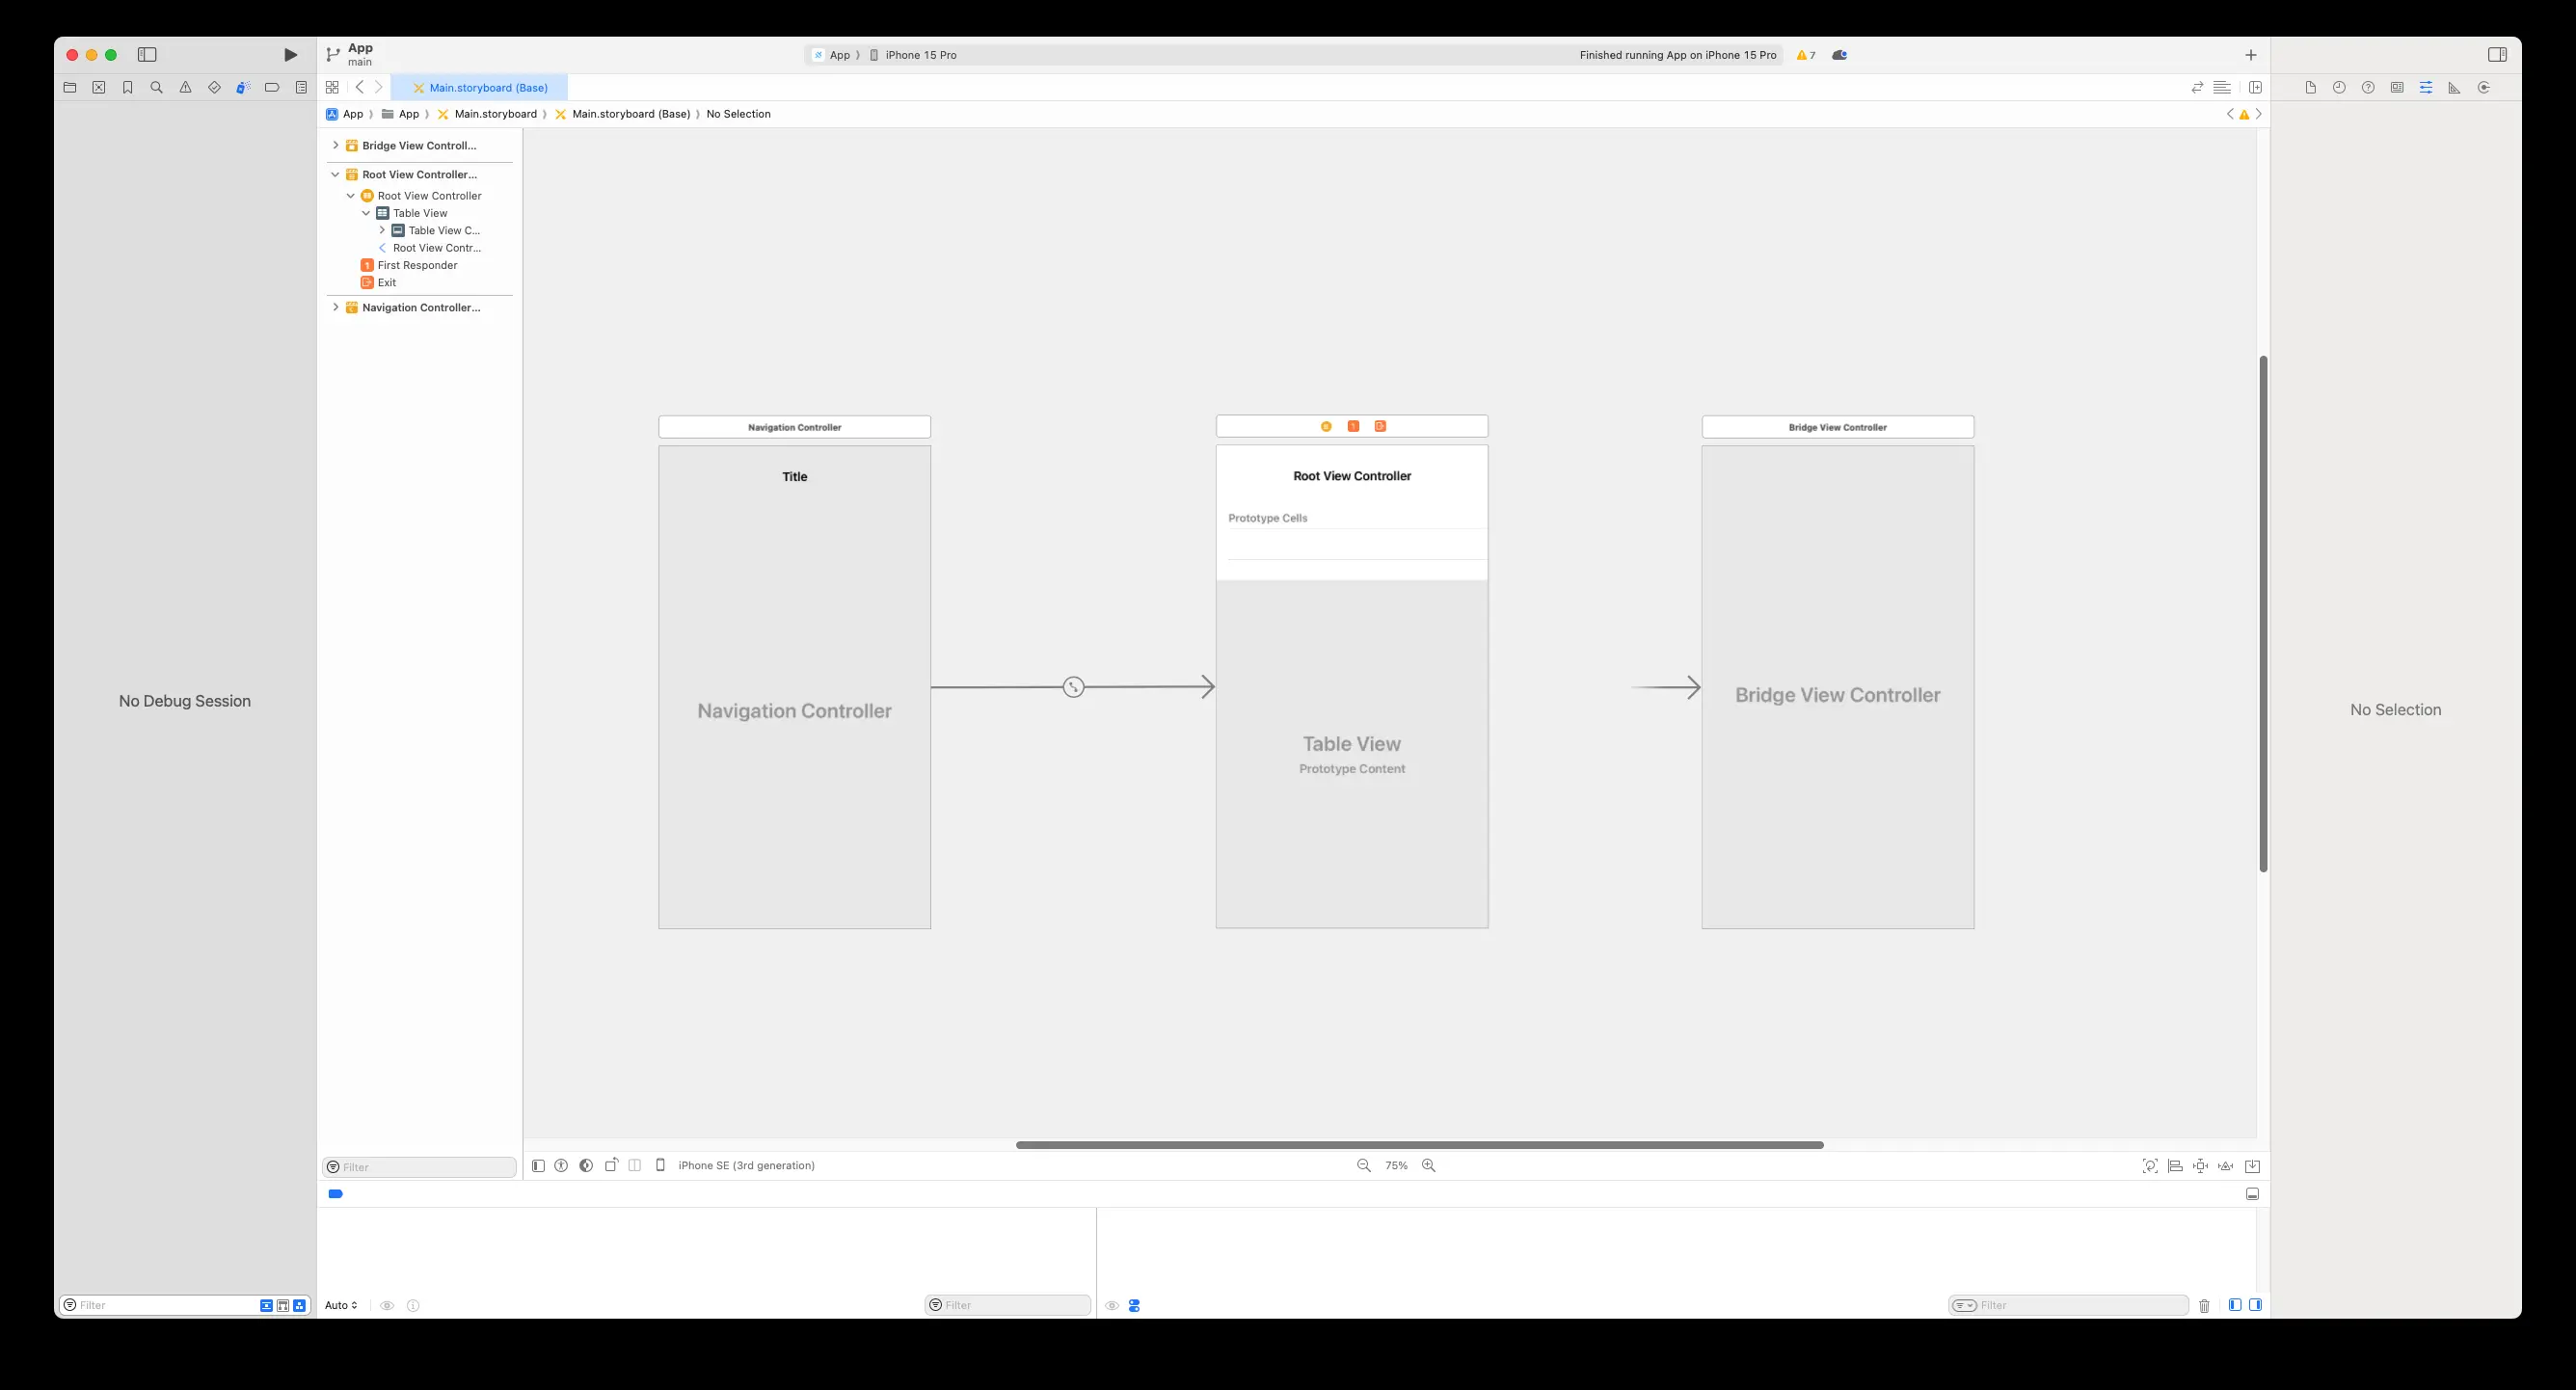 App
main
App
iPhone 15 Pro
Finished running App on iPhone 15 Pro
7
Main.storyboard (Base)
App
App
Main.storyboard
Main.storyboard (Base)
No Selection
Bridge View Controll...
Root View Controller...
Root View Controller
Table View
Table View C...
Root View Contr...
1 First Responder
Exit
Navigation Controller...
Navigation Controller
Title
Navigation Controller
1
Root View Controller
Prototype Cells
Table View
Prototype Content
Bridge View Controller
Bridge View Controller
No Debug Session
No Selection
Filter
iPhone SE (3rd generation)
75%
Filter
Auto
Filter
Filter